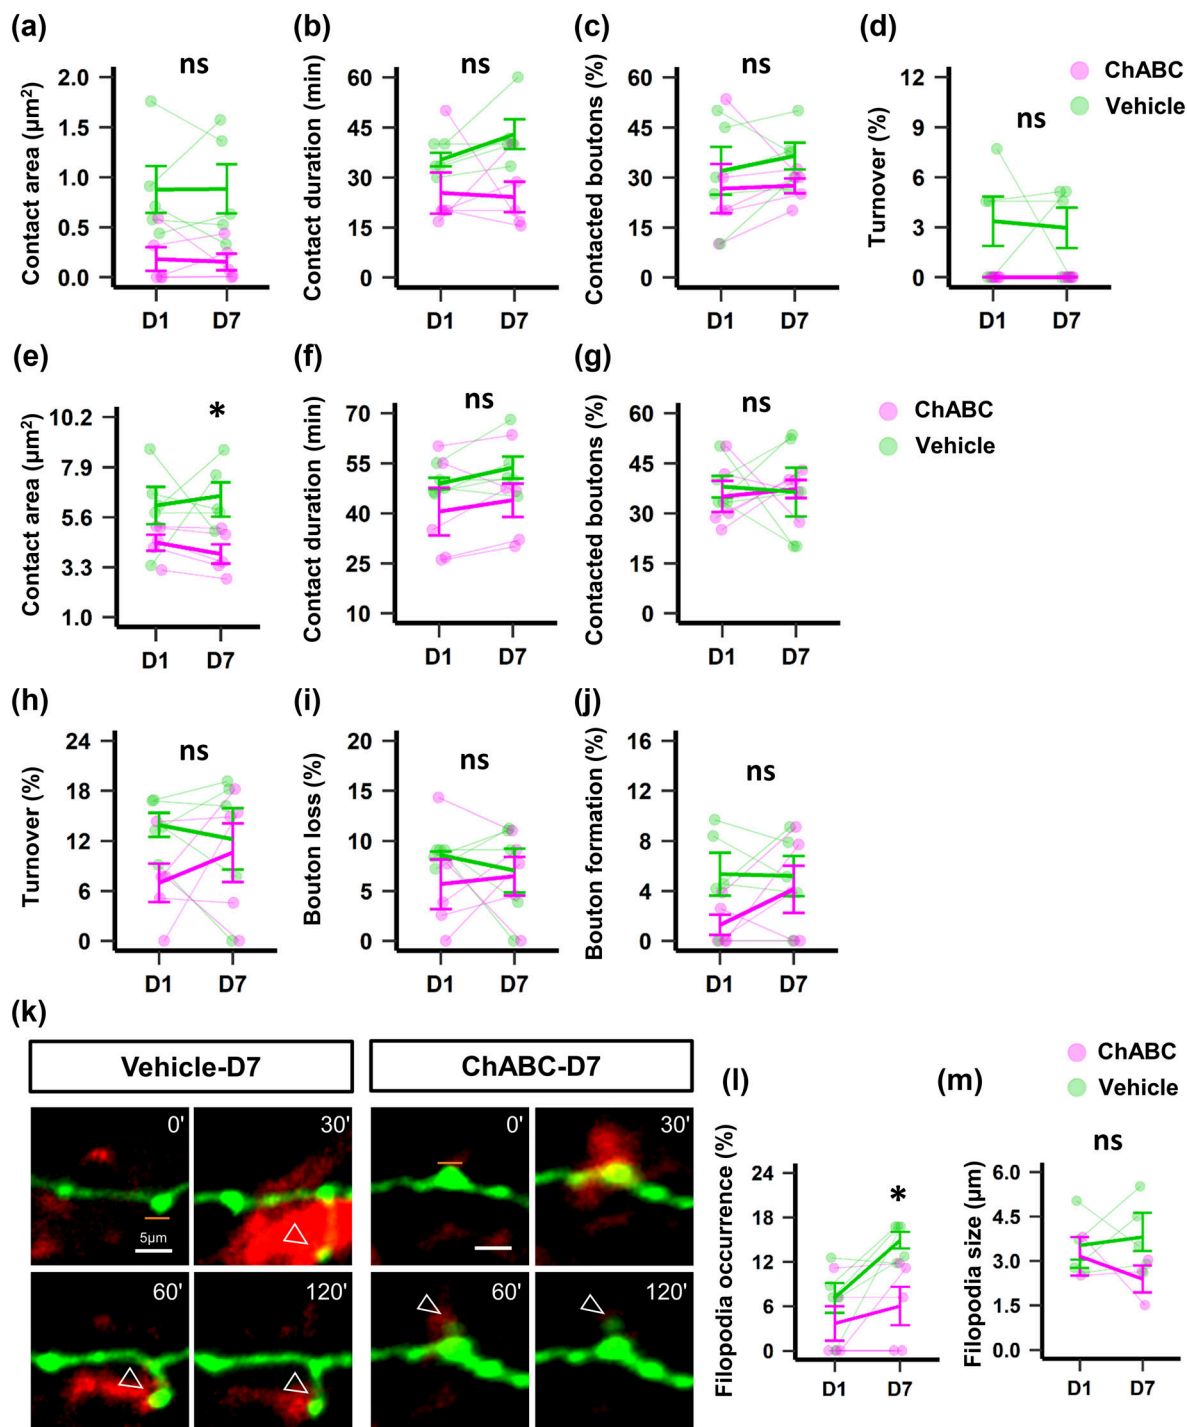 (a)
(b)
(c)
(d)
ns
ns
ns
ns
ChABC
Vehicle
Contact area (µm²)
2.0
1.5
1.0
0.5
0.0
D1
D7
Contact duration (min)
60
45
30
15
0
D1
D7
Contacted boutons (%)
60
45
30
15
0
D1
D7
Turnover (%)
12
9
6
3
0
D1
D7
(e)
(f)
(g)
*
ns
ns
ChABC
Vehicle
Contact area (µm²)
10.2
7.9
5.6
3.3
1.0
D1
D7
Contact duration (min)
70
55
40
25
10
D1
D7
Contacted boutons (%)
60
45
30
15
0
D1
D7
(h)
(i)
(j)
ns
ns
ns
Turnover (%)
24
18
12
6
0
D1
D7
Bouton loss (%)
20
15
10
5
0
D1
D7
Bouton formation (%)
16
12
8
4
0
D1
D7
(k)
Vehicle-D7
ChABC-D7
0'
30'
0'
5µm
60'
120'
60'
120'
(l)
(m)
ChABC
Vehicle
*
ns
Filopodia occurrence (%)
24
18
12
6
0
D1
D7
Filopodia size (µm)
6.0
4.5
3.0
1.5
0.0
D1
D7